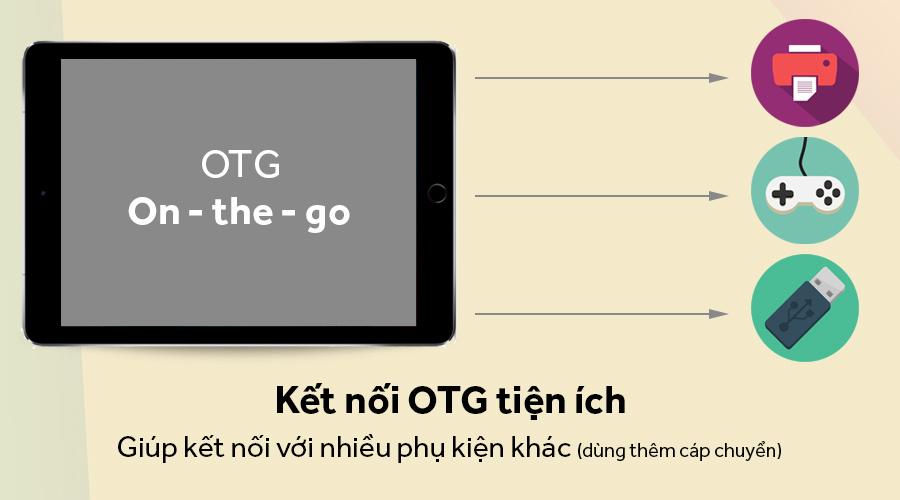 OTG
On - the - go
Kết nối OTG tiện ích
Giúp kết nối với nhiều phụ kiện khác (dùng thêm cáp chuyển)